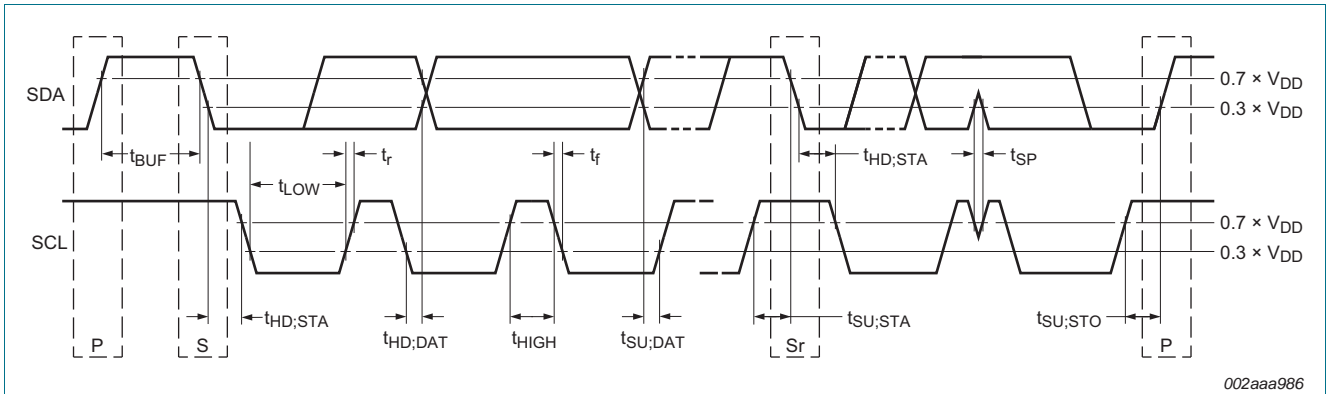 SDA
0.7 × VDD
0.3 × VDD
tBUF
tLOW
tr
tf
tHD;STA
tSP
SCL
0.7 × VDD
0.3 × VDD
tHD;STA
tHD;DAT
tHIGH
tSU;DAT
tSU;STA
tSU;STO
P
S
Sr
P
002aaa986